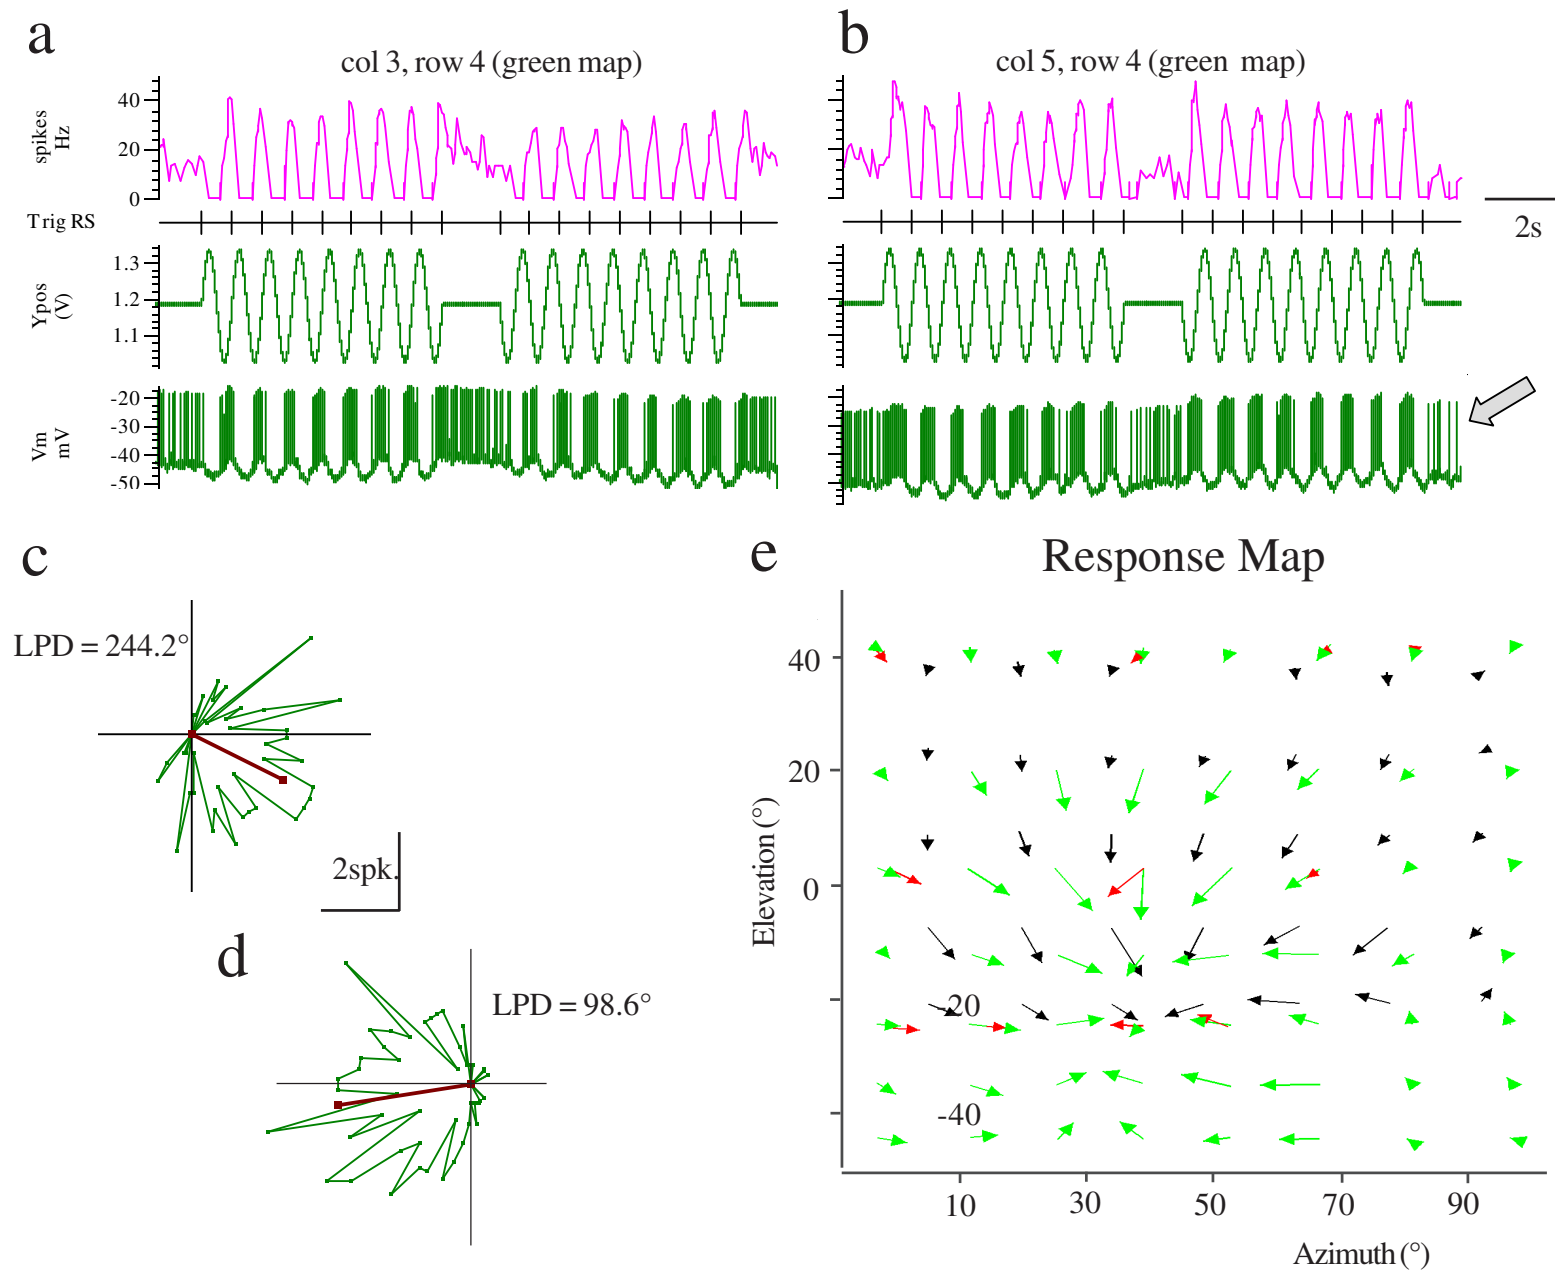 a
col 3, row 4 (green map)
spikes
Hz
40
20
0
Trig RS
Ypos
(V)
1.3
1.2
1.1
Vm
mV
-20
-30
-40
-50
b
col 5, row 4 (green map)
2s
c
LPD = 244.2°
2spk.
d
LPD = 98.6°
e
Response Map
Elevation (°)
40
20
0
-20
-40
10 30 50 70 90
Azimuth (°)